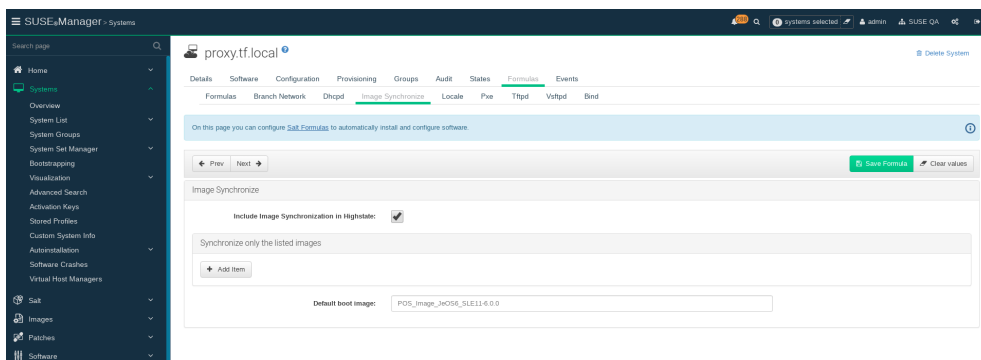 SUSE®Manager > Systems
systems selected
admin
SUSE QA
Search page
Home
Systems
Overview
System List
System Groups
System Set Manager
Bootstrapping
Visualization
Advanced Search
Activation Keys
Stored Profiles
Custom System Info
Autoinstallation
Software Crashes
Virtual Host Managers
Salt
Images
Patches
Software
proxy.tf.local ?
Delete System
Details Software Configuration Provisioning Groups Audit States Formulas Events
Formulas Branch Network Dhcpd Image Synchronize Locale Pxe Tftpd Vsftpd Bind
On this page you can configure Salt Formulas to automatically install and configure software.
Prev Next
Save Formula Clear values
Image Synchronize
Include Image Synchronization in Highstate:
Synchronize only the listed images
+ Add Item
Default boot image: POS_Image_JeOS6_SLE11-6.0.0